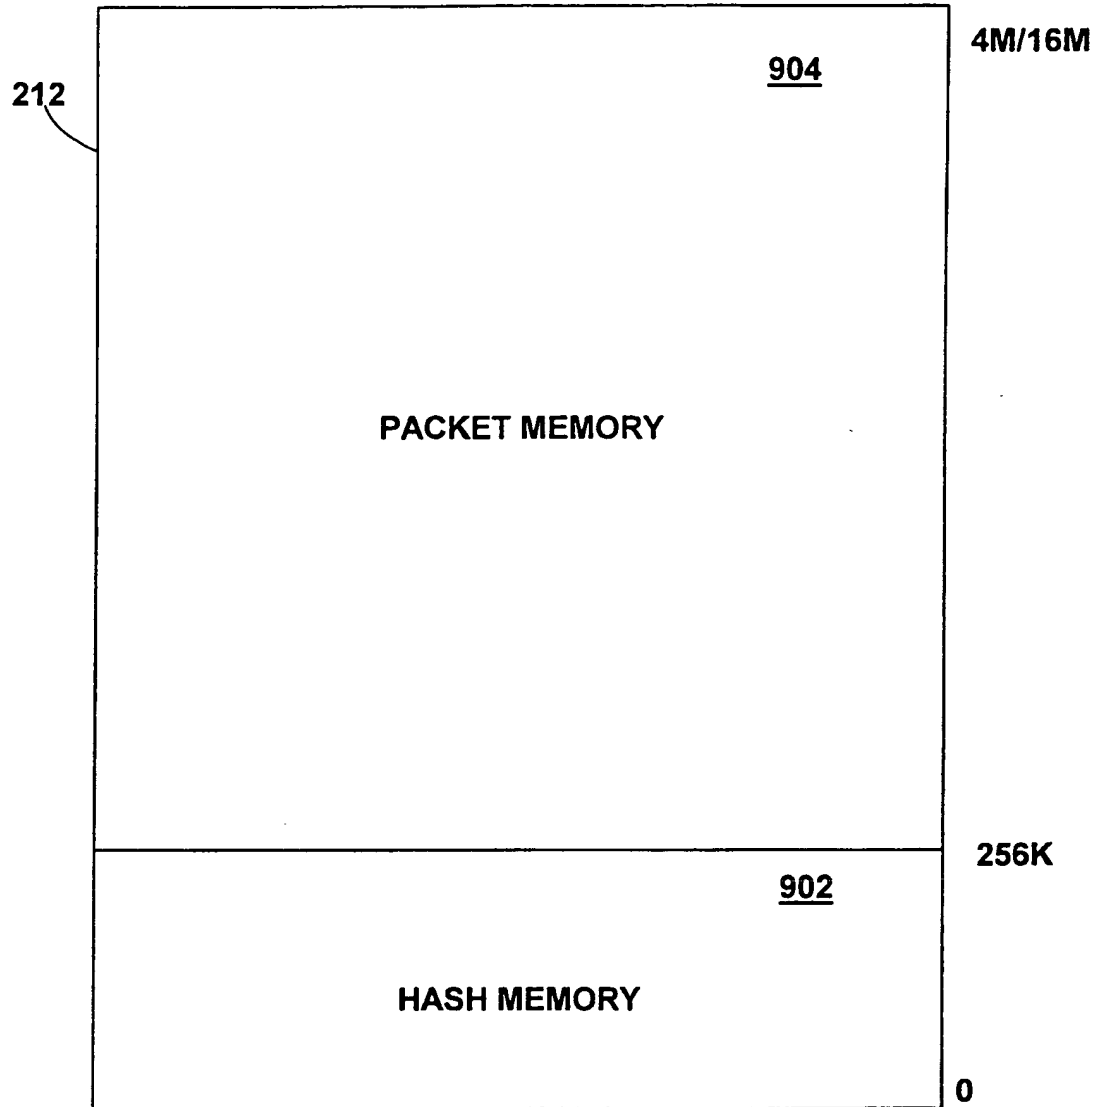 4M/16M
904
212
PACKET MEMORY
256K
902
HASH MEMORY
0